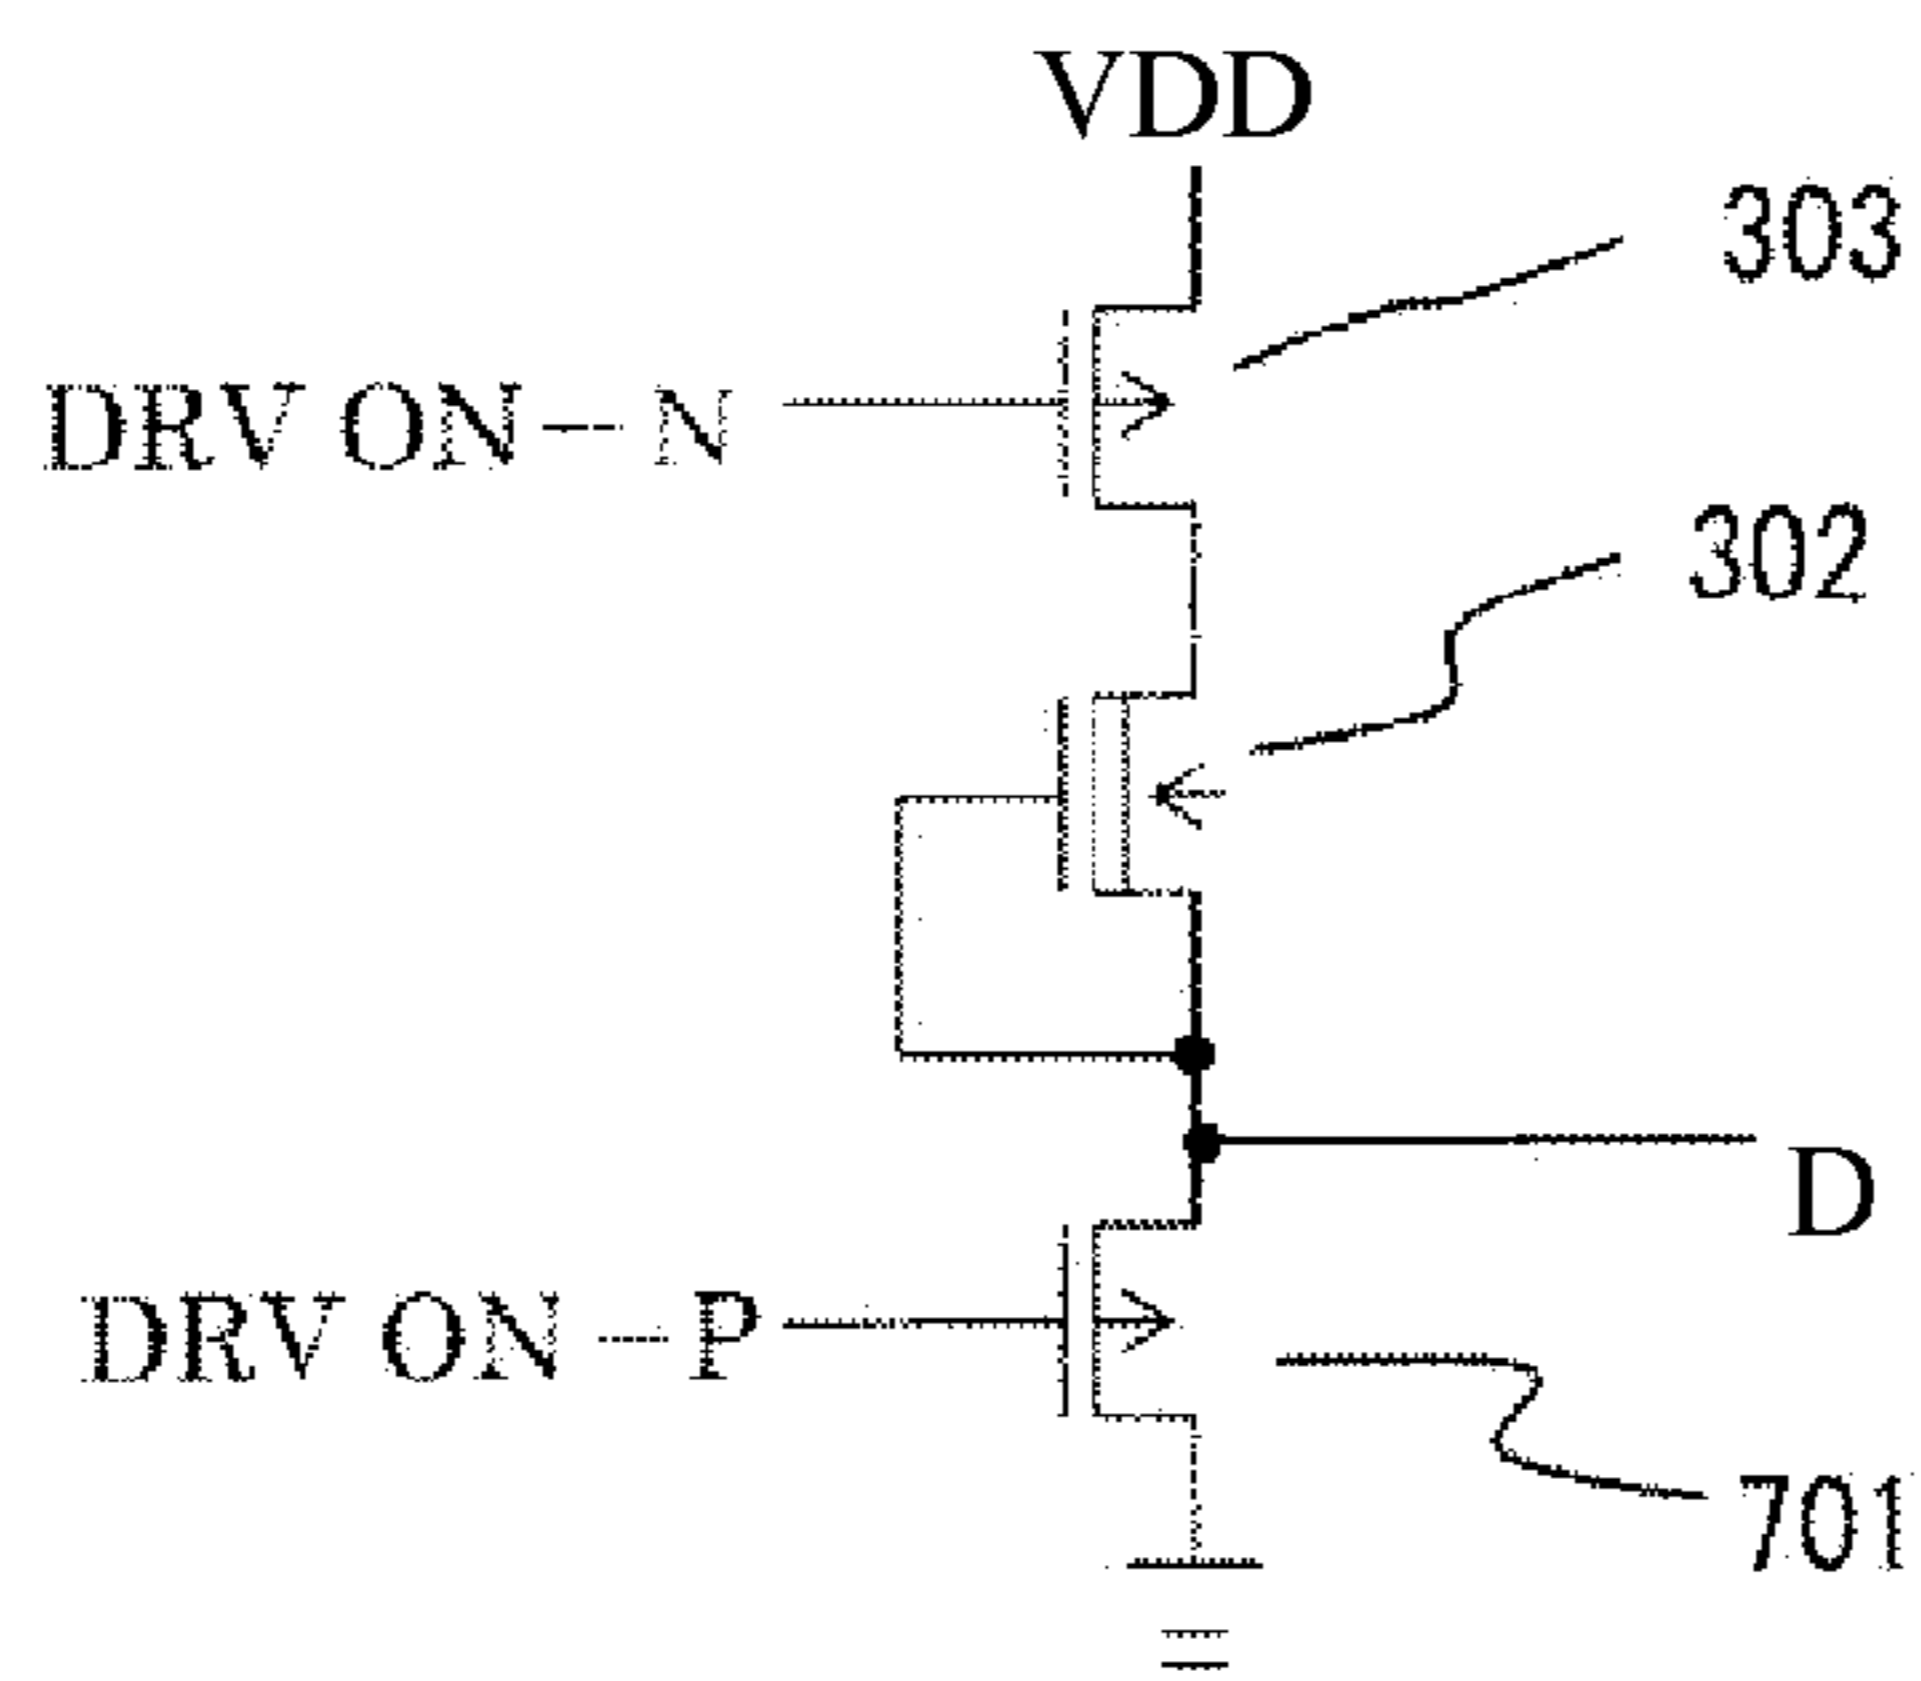 VDD
303
DRV ON — N
302
D
DRV ON — P
701